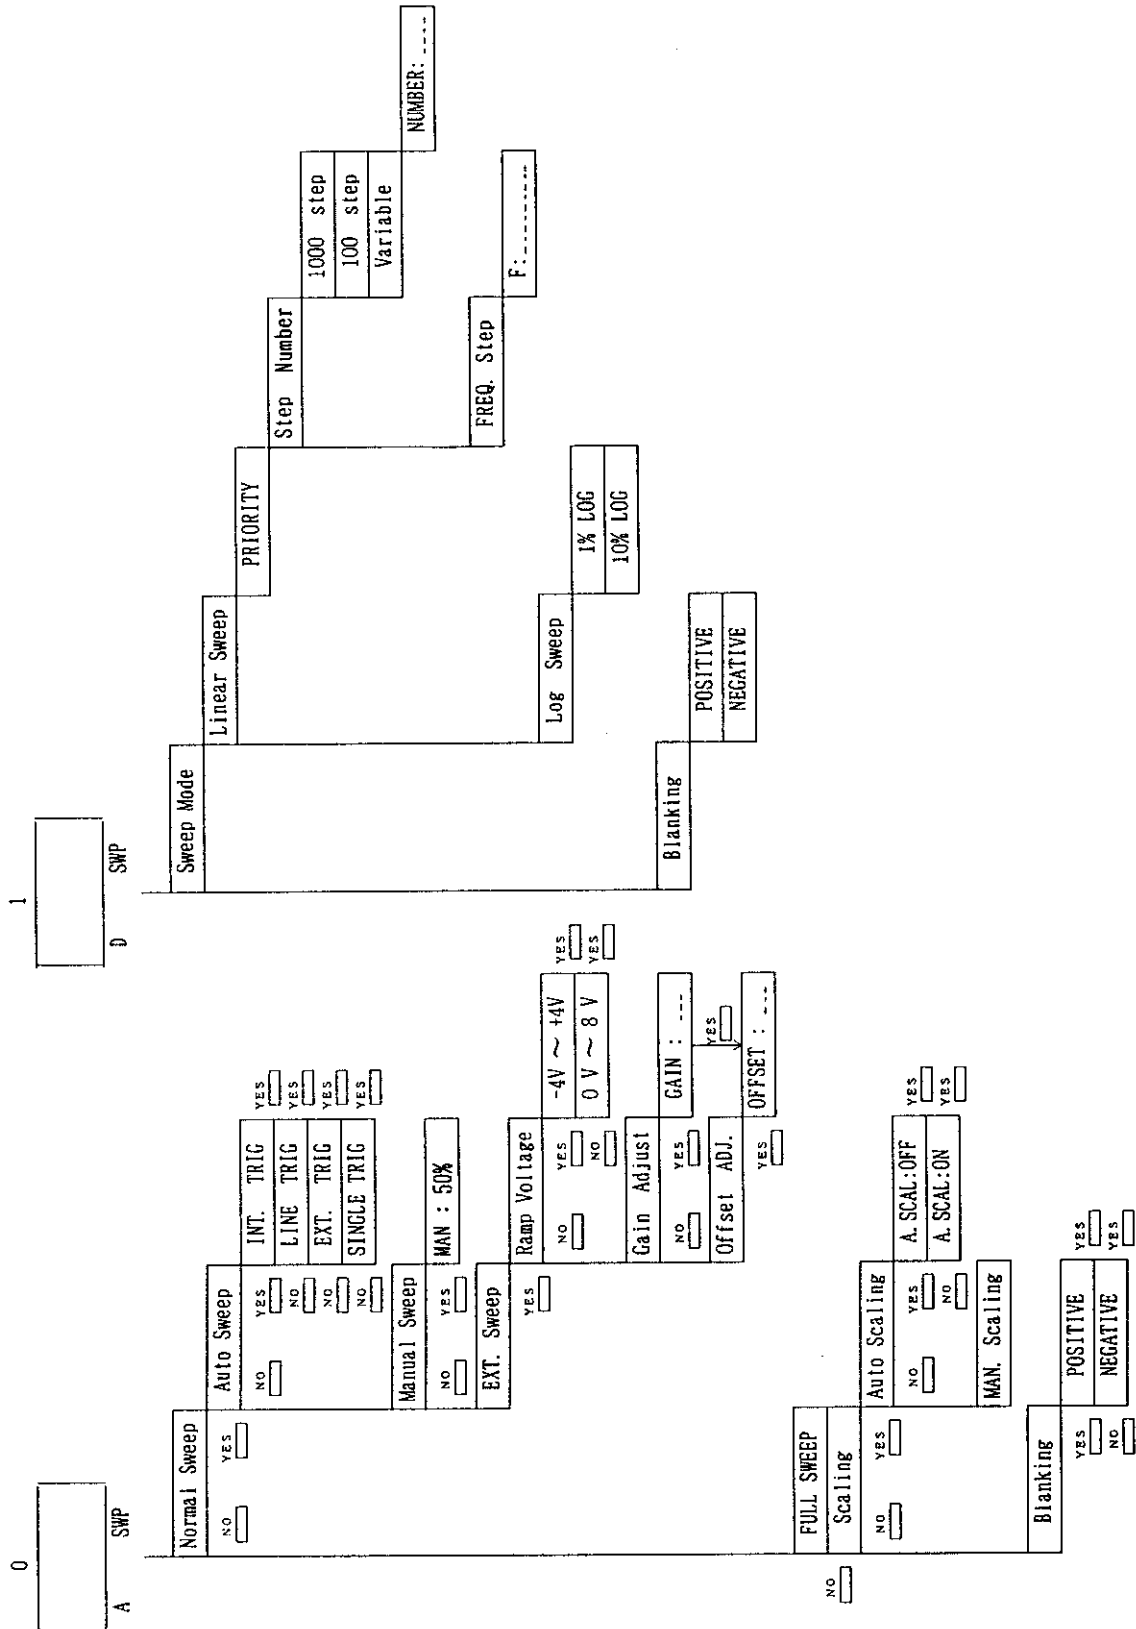 0
A SWP
Normal Sweep
NO YES
Auto Sweep
NO YES
NO
NO
NO
INT. TRIG YES
LINE TRIG YES
EXT. TRIG YES
SINGLE TRIG YES
Manual Sweep
NO YES
MAN : 50%
EXT. Sweep
YES
Ramp Voltage
NO YES
NO
-4V ~ +4V YES
0 V ~ 8 V YES
Gain Adjust
NO YES
GAIN : ---
YES
Offset ADJ.
YES
OFFSET : ---
FULL SWEEP
NO
Scaling
NO YES
Auto Scaling
NO YES
NO
A. SCAL:OFF YES
A. SCAL:ON YES
MAN. Scaling
Blanking
YES
NO
POSITIVE YES
NEGATIVE YES
1
D SWP
Sweep Mode
Linear Sweep
PRIORITY
Step Number
1000 step
100 step
Variable
NUMBER: ----
FREQ. Step
F:---------
Log Sweep
1% LOG
10% LOG
Blanking
POSITIVE
NEGATIVE